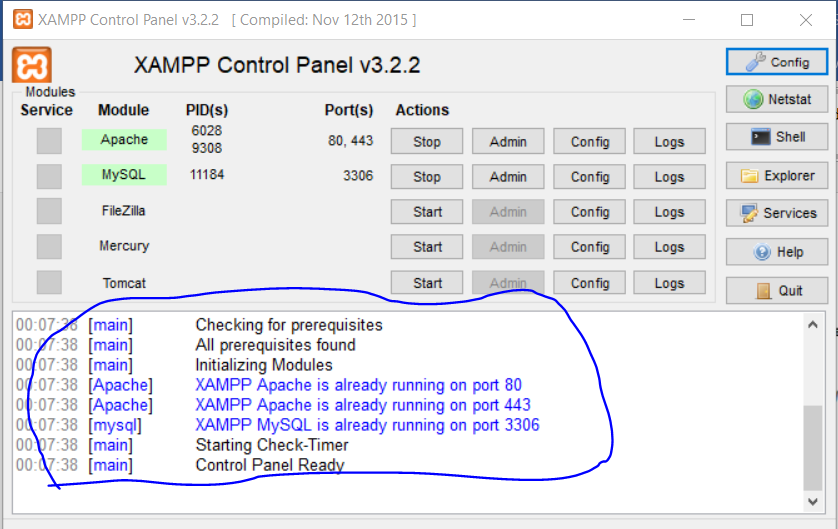 XAMPP Control Panel v3.2.2 [ Compiled: Nov 12th 2015 ]
XAMPP Control Panel v3.2.2
Config
Modules
Service Module PID(s) Port(s) Actions
Netstat
Apache 6028 9308 80, 443 Stop Admin Config Logs
Shell
MySQL 11184 3306 Stop Admin Config Logs
Explorer
FileZilla Start Admin Config Logs
Services
Mercury Start Admin Config Logs
Help
Tomcat Start Admin Config Logs
Quit
00:07:38 [main] Checking for prerequisites
00:07:38 [main] All prerequisites found
00:07:38 [main] Initializing Modules
00:07:38 [Apache] XAMPP Apache is already running on port 80
00:07:38 [Apache] XAMPP Apache is already running on port 443
00:07:38 [mysql] XAMPP MySQL is already running on port 3306
00:07:38 [main] Starting Check-Timer
00:07:38 [main] Control Panel Ready